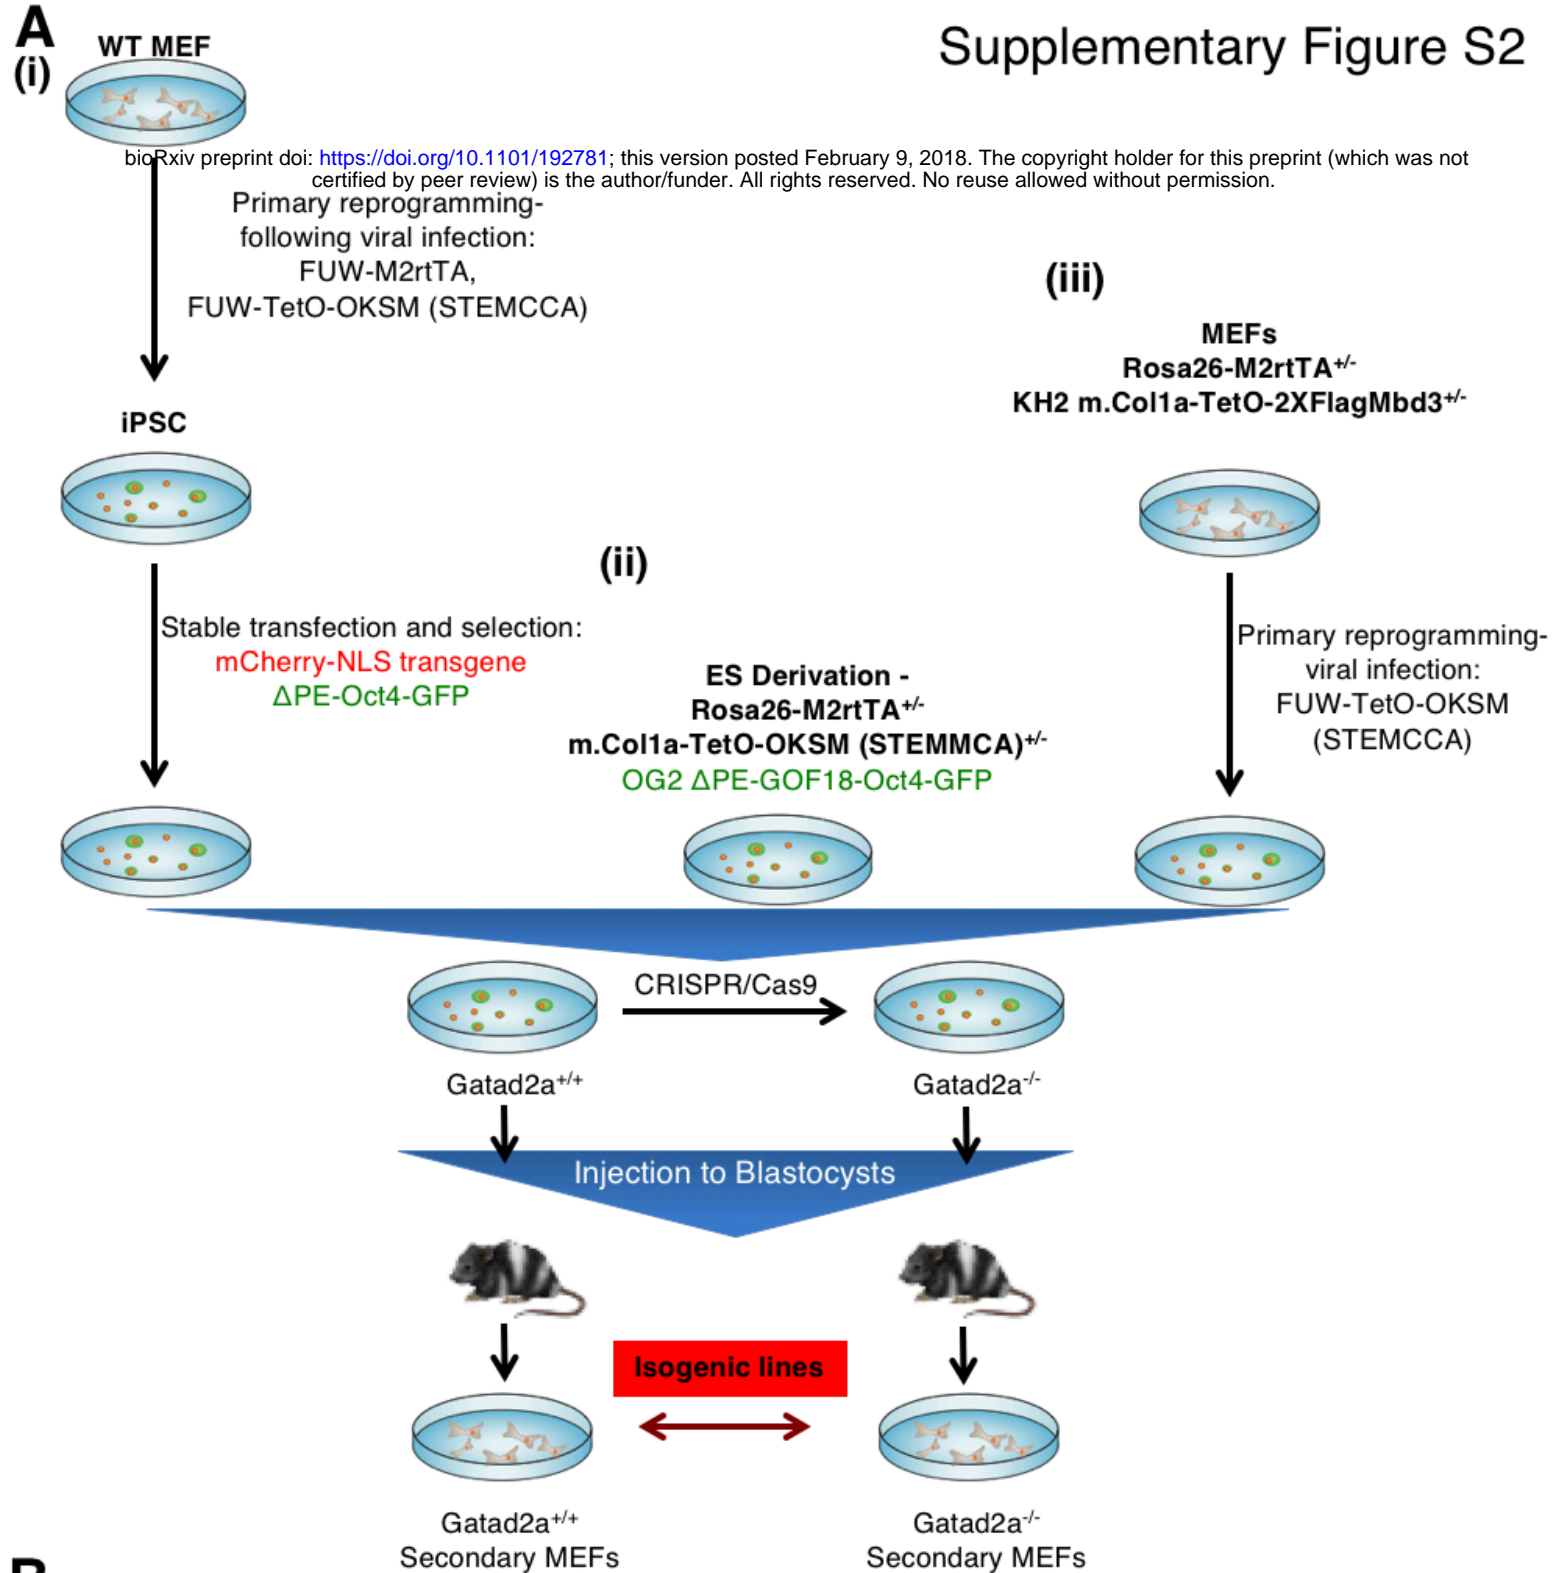 A
Supplementary Figure S2
(i)
WT MEF
bioRxiv preprint doi: https://doi.org/10.1101/192781; this version posted February 9, 2018. The copyright holder for this preprint (which was not
certified by peer review) is the author/funder. All rights reserved. No reuse allowed without permission.
Primary reprogramming-
following viral infection:
FUW-M2rtTA,
FUW-TetO-OKSM (STEMCCA)
iPSC
Stable transfection and selection:
mCherry-NLS transgene
ΔPE-Oct4-GFP
(ii)
ES Derivation -
Rosa26-M2rtTA+/-
m.Col1a-TetO-OKSM (STEMMCA)+/-
OG2 ΔPE-GOF18-Oct4-GFP
(iii)
MEFs
Rosa26-M2rtTA+/-
KH2 m.Col1a-TetO-2XFlagMbd3+/-
Primary reprogramming-
viral infection:
FUW-TetO-OKSM
(STEMCCA)
CRISPR/Cas9
Gatad2a+/+
Gatad2a-/-
Injection to Blastocysts
Isogenic lines
Gatad2a+/+
Secondary MEFs
Gatad2a-/-
Secondary MEFs